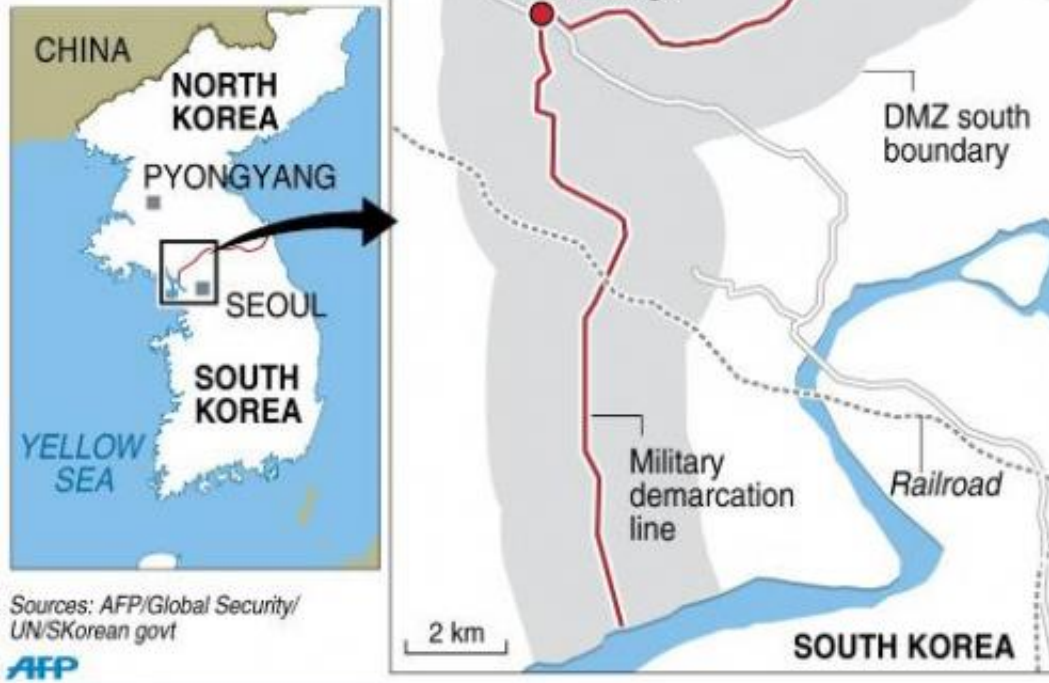 CHINA
NORTH
KOREA
PYONGYANG
SEOUL
SOUTH
KOREA
YELLOW
SEA
Sources: AFP/Global Security/
UN/SKorean govt
AFP
DMZ south
boundary
Military
demarcation
line
Railroad
2 km
SOUTH KOREA